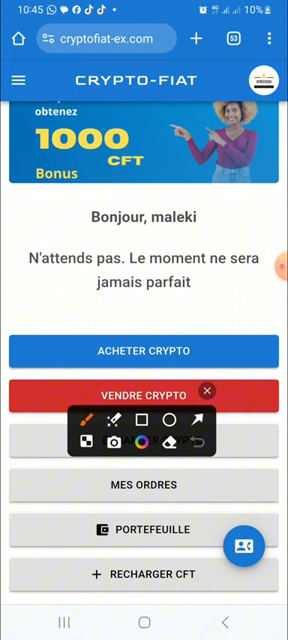 10:45
10%
cryptofiat-ex.com
53
CRYPTO-FIAT
obtenez
1000
CFT
Bonus
Bonjour, maleki
N'attends pas. Le moment ne sera
jamais parfait
ACHETER CRYPTO
VENDRE CRYPTO
MES ORDRES
PORTEFEUILLE
RECHARGER CFT